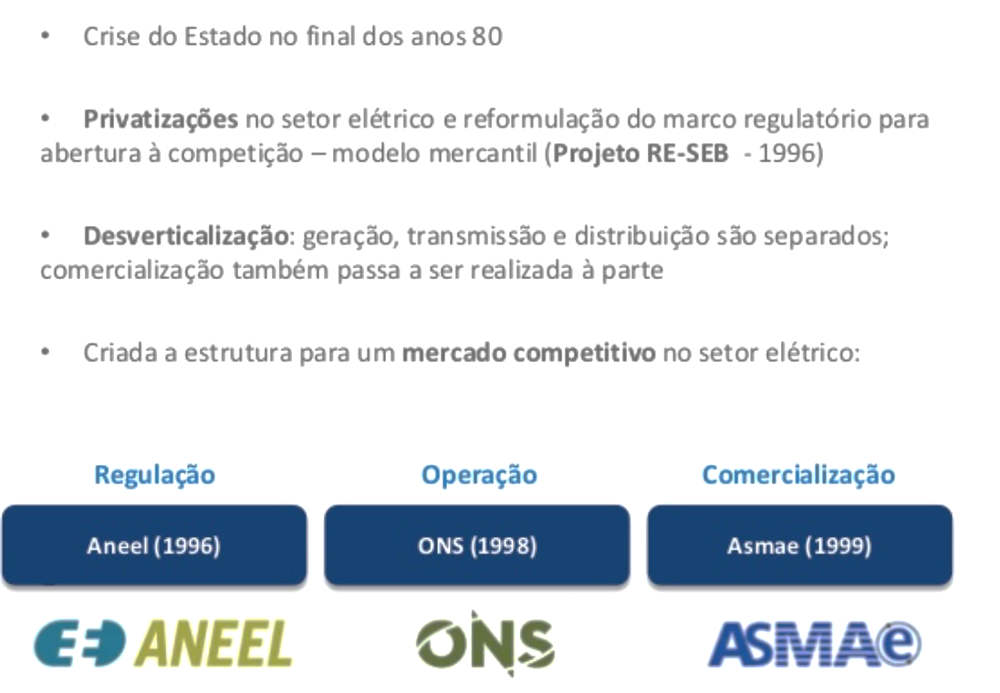 • Crise do Estado no final dos anos 80
• Privatizações no setor elétrico e reformulação do marco regulatório para
abertura à competição – modelo mercantil (Projeto RE-SEB - 1996)
• Desverticalização: geração, transmissão e distribuição são separados;
comercialização também passa a ser realizada à parte
• Criada a estrutura para um mercado competitivo no setor elétrico:
Regulação Operação Comercialização
Aneel (1996) ONS (1998) Asmae (1999)
ANEEL ONS ASMAe